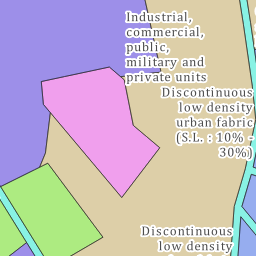 Industrial,
commercial,
public,
military and
private units
Discontinuous
low density
urban fabric
(S.L. : 10% -
30%)
Discontinuous
low density